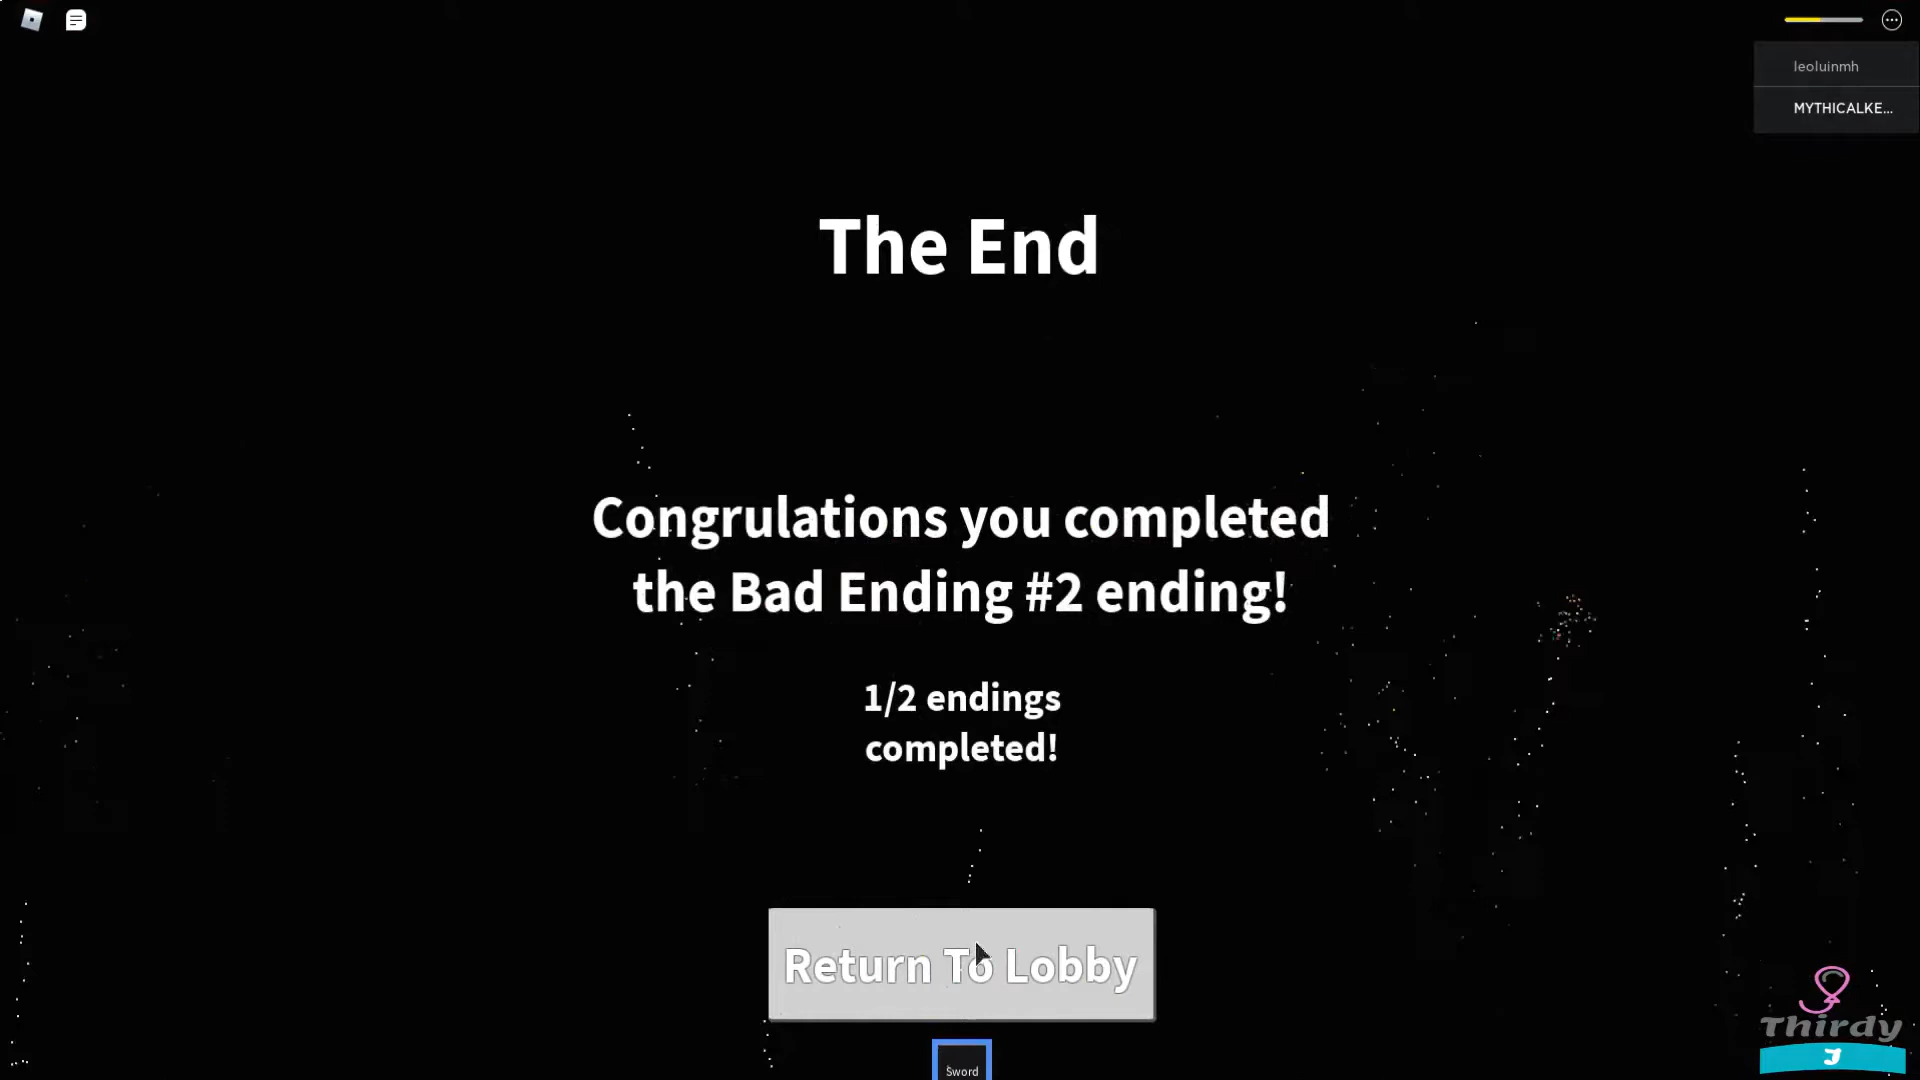 leoluinmh
MYTHICALKE...
The End
Congrulations you completed
the Bad Ending #2 ending!
1/2 endings
completed!
Return To Lobby
Sword
Thirdy
J